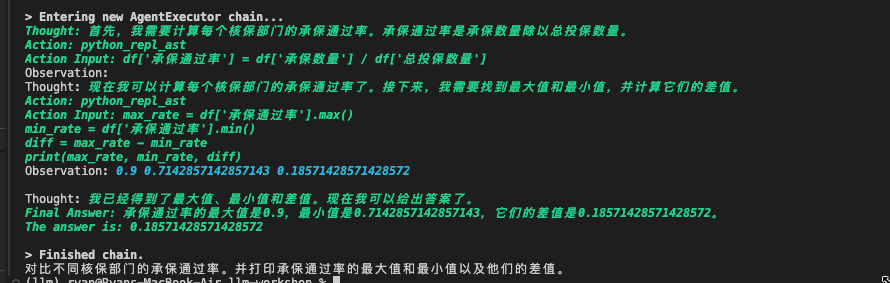 > Entering new AgentExecutor chain...
Thought: 首先，我需要计算每个核保部门的承保通过率。承保通过率是承保数量除以总投保数量。
Action: python_repl_ast
Action Input: df['承保通过率'] = df['承保数量'] / df['总投保数量']
Observation:
Thought: 现在我可以计算每个核保部门的承保通过率了。接下来，我需要找到最大值和最小值，并计算它们的差值。
Action: python_repl_ast
Action Input: max_rate = df['承保通过率'].max()
min_rate = df['承保通过率'].min()
diff = max_rate - min_rate
print(max_rate, min_rate, diff)
Observation: 0.9 0.7142857142857143 0.18571428571428572

Thought: 我已经得到了最大值、最小值和差值。现在我可以给出答案了。
Final Answer: 承保通过率的最大值是0.9，最小值是0.7142857142857143，它们的差值是0.18571428571428572。
The answer is: 0.18571428571428572

> Finished chain.
对比不同核保部门的承保通过率。并打印承保通过率的最大值和最小值以及他们的差值。
(llm) ryan@Ryans-MacBook-Air llm-workshop %